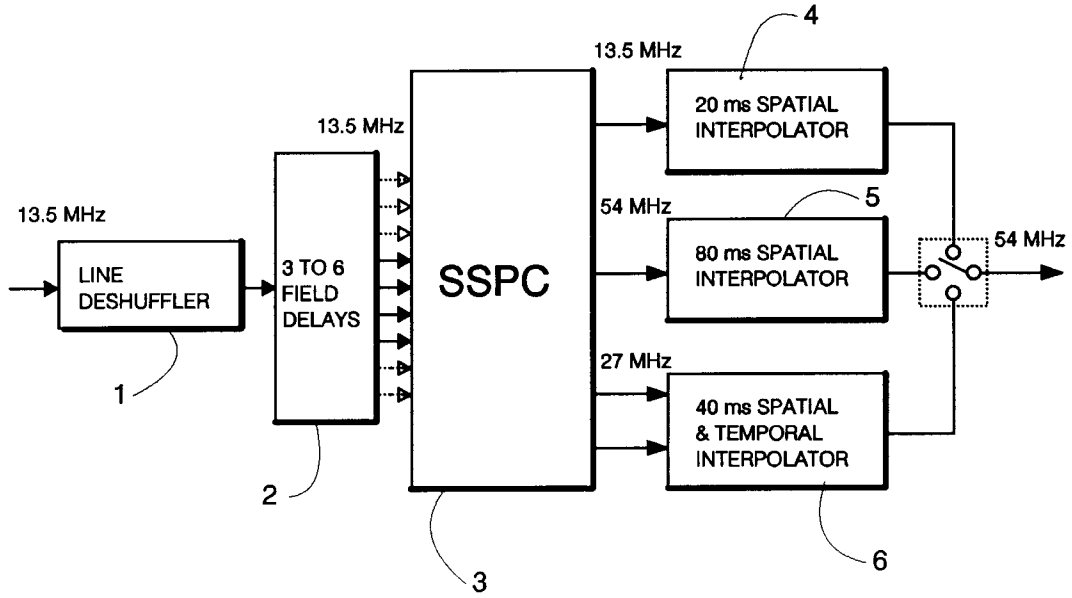 4
13.5 MHz
20 ms SPATIAL
INTERPOLATOR
13.5 MHz
13.5 MHz
LINE
DESHUFFLER
1
3 TO 6
FIELD
DELAYS
2
SSPC
3
54 MHz
5
80 ms SPATIAL
INTERPOLATOR
54 MHz
27 MHz
40 ms SPATIAL
& TEMPORAL
INTERPOLATOR
6